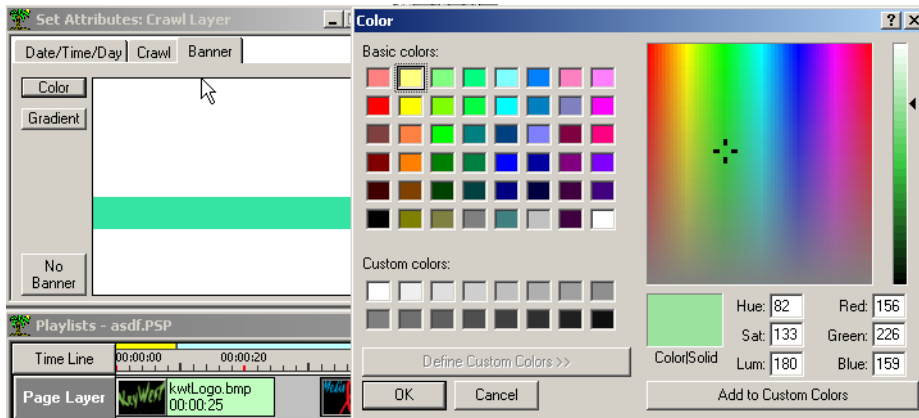 Set Attributes: Crawl Layer
Date/Time/Day Crawl Banner
Color
Gradient
No
Banner
Playlists - asdf.PSP
Time Line 00:00:00 00:00:20
Page Layer KeyWest kwtLogo.bmp
00:00:25
Color
Basic colors:
Custom colors:
Define Custom Colors >>
OK Cancel
Color|Solid
Hue: 82 Red: 156
Sat: 133 Green: 226
Lum: 180 Blue: 159
Add to Custom Colors